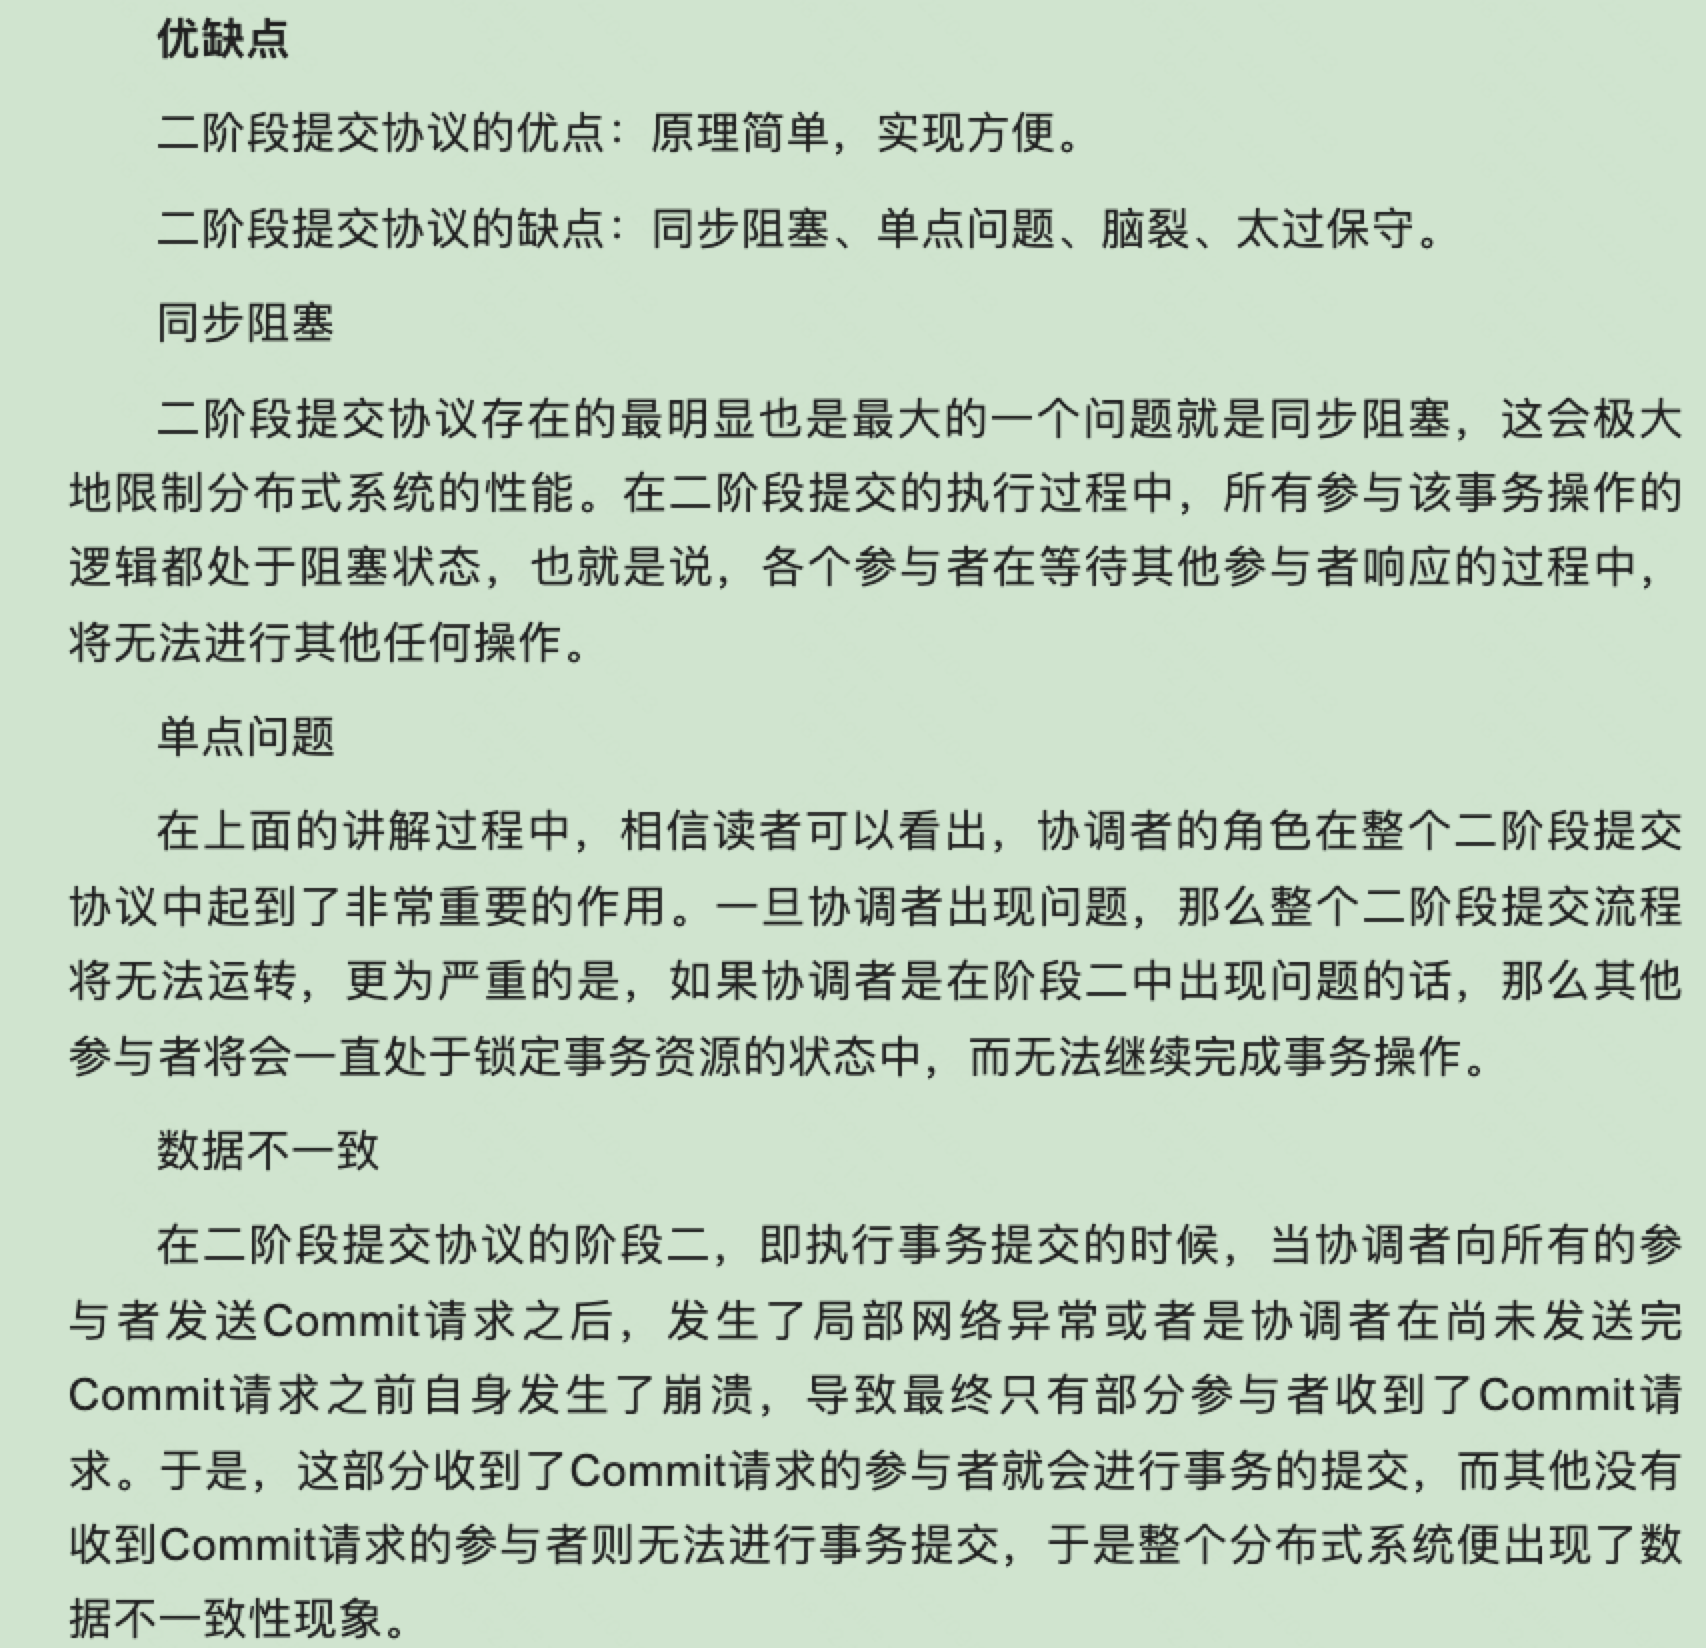 优缺点
二阶段提交协议的优点：原理简单，实现方便。
二阶段提交协议的缺点：同步阻塞、单点问题、脑裂、太过保守。
同步阻塞
二阶段提交协议存在的最明显也是最大的一个问题就是同步阻塞，这会极大
地限制分布式系统的性能。在二阶段提交的执行过程中，所有参与该事务操作的
逻辑都处于阻塞状态，也就是说，各个参与者在等待其他参与者响应的过程中，
将无法进行其他任何操作。
单点问题
在上面的讲解过程中，相信读者可以看出，协调者的角色在整个二阶段提交
协议中起到了非常重要的作用。一旦协调者出现问题，那么整个二阶段提交流程
将无法运转，更为严重的是，如果协调者是在阶段二中出现问题的话，那么其他
参与者将会一直处于锁定事务资源的状态中，而无法继续完成事务操作。
数据不一致
在二阶段提交协议的阶段二，即执行事务提交的时候，当协调者向所有的参
与者发送Commit请求之后，发生了局部网络异常或者是协调者在尚未发送完
Commit请求之前自身发生了崩溃，导致最终只有部分参与者收到了Commit请
求。于是，这部分收到了Commit请求的参与者就会进行事务的提交，而其他没有
收到Commit请求的参与者则无法进行事务提交，于是整个分布式系统便出现了数
据不一致性现象。